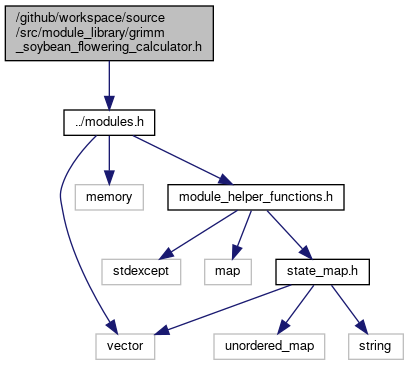 /github/workspace/source
/src/module_library/grimm
_soybean_flowering_calculator.h
../modules.h
memory
module_helper_functions.h
stdexcept
map
state_map.h
vector
unordered_map
string